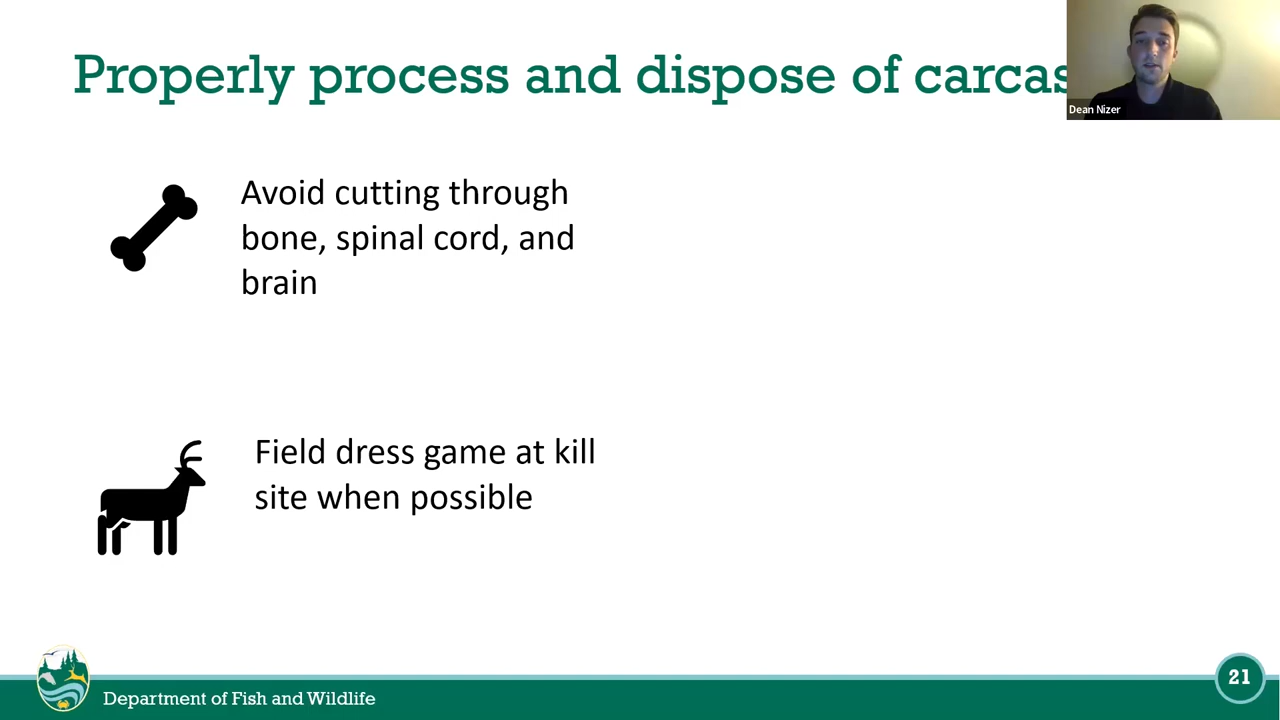 Properly process and dispose of carcas
Dean Nizer
Avoid cutting through
bone, spinal cord, and
brain
Field dress game at kill
site when possible
Department of Fish and Wildlife
21